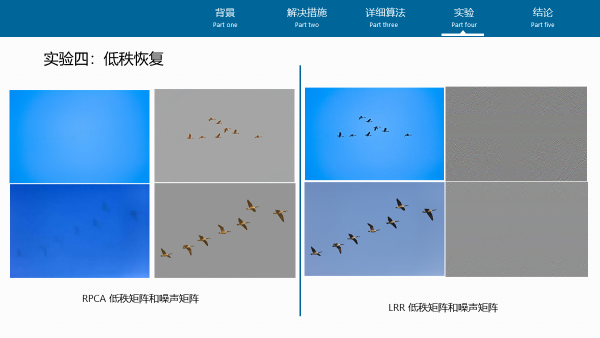 背景
Part one
解决措施
Part two
详细算法
Part three
实验
Part four
结论
Part five
实验四：低秩恢复
RPCA 低秩矩阵和噪声矩阵
LRR 低秩矩阵和噪声矩阵